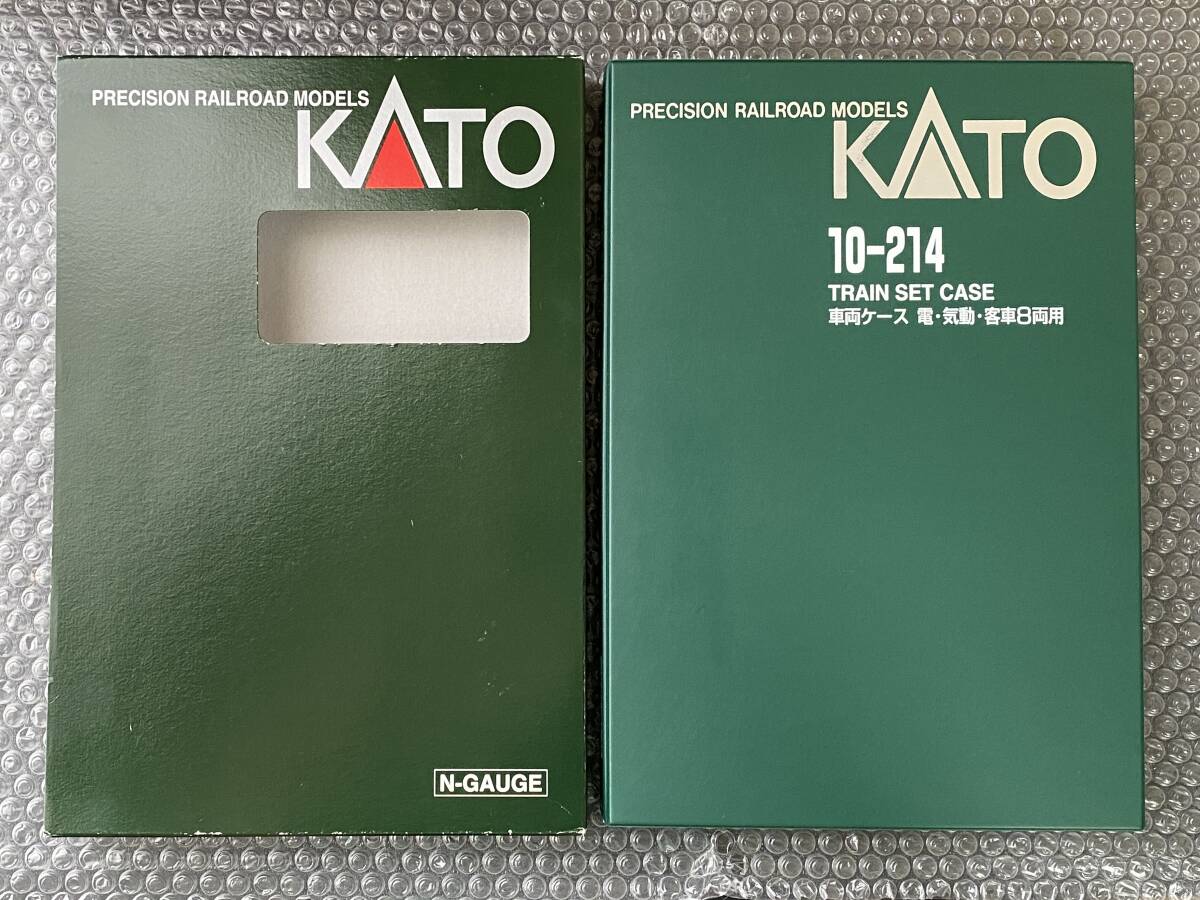 PRECISION RAILROAD MODELS
KATO
N-GAUGE
PRECISION RAILROAD MODELS
KATO
10-214
TRAIN SET CASE
車両ケース 電・気動・客車8両用